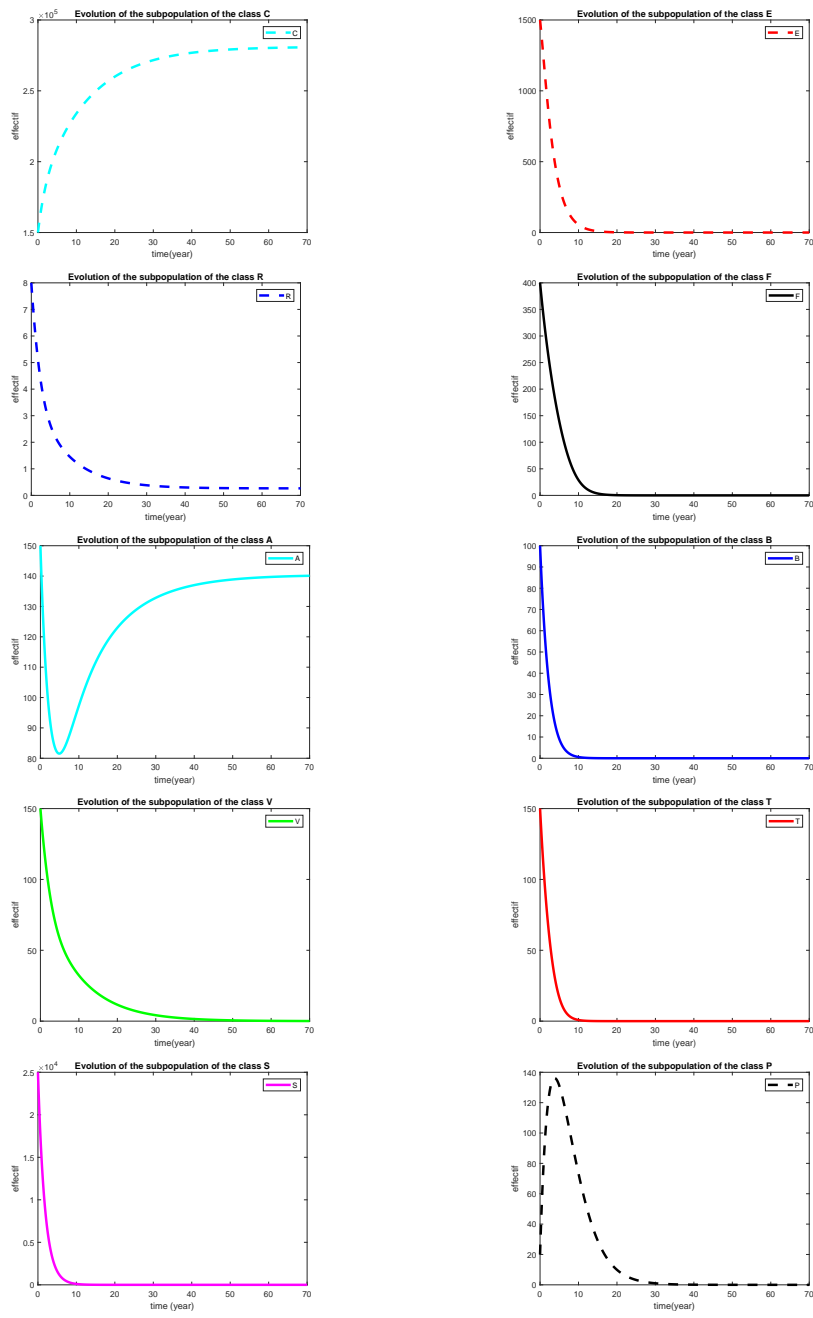 Evolution of the subpopulation of the class C
×10^5
3
2.5
2
1.5
effectif
C
0 10 20 30 40 50 60 70
time(year)
Evolution of the subpopulation of the class E
1500
1000
500
0
effectif
E
0 10 20 30 40 50 60 70
time (year)
Evolution of the subpopulation of the class R
8
7
6
5
4
3
2
1
0
effectif
R
0 10 20 30 40 50 60 70
time(year)
Evolution of the subpopulation of the class F
400
350
300
250
200
150
100
50
0
effectif
F
0 10 20 30 40 50 60 70
time (year)
Evolution of the subpopulation of the class A
150
140
130
120
110
100
90
80
effectif
A
0 10 20 30 40 50 60 70
time(year)
Evolution of the subpopulation of the class B
100
90
80
70
60
50
40
30
20
10
0
effectif
B
0 10 20 30 40 50 60 70
time (year)
Evolution of the subpopulation of the class V
150
100
50
0
effectif
V
0 10 20 30 40 50 60 70
time(year)
Evolution of the subpopulation of the class T
150
100
50
0
effectif
T
0 10 20 30 40 50 60 70
time (year)
Evolution of the subpopulation of the class S
×10^4
2.5
2
1.5
1
0.5
0
effectif
S
0 10 20 30 40 50 60 70
time (year)
Evolution of the subpopulation of the class P
140
120
100
80
60
40
20
0
effectif
P
0 10 20 30 40 50 60 70
time(year)